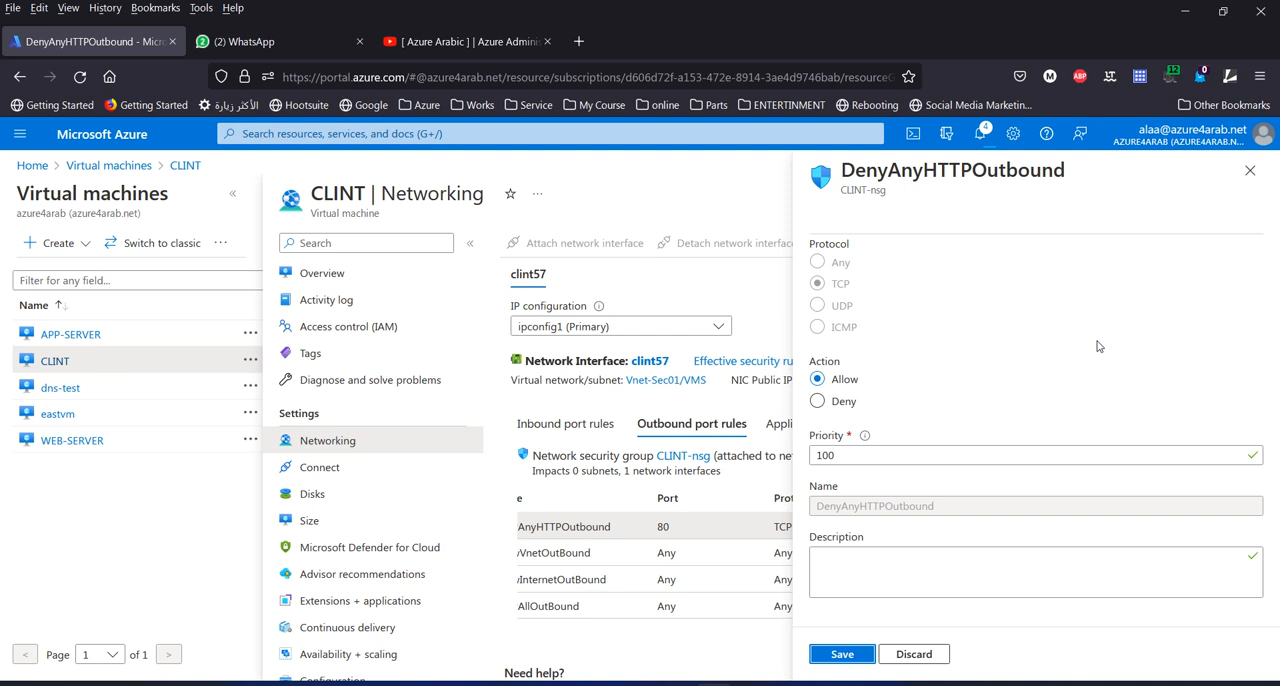 File Edit View History Bookmarks Tools Help
DenyAnyHTTPOutbound - Micro
(2) WhatsApp
[ Azure Arabic ] | Azure Adminis
https://portal.azure.com/#@azure4arab.net/resource/subscriptions/d606d72f-a153-472e-8914-3ae4d9746bab/resourceG
M ABP 12 0
Getting Started Getting Started الأكثر زيارة Hootsuite Google Azure Works Service My Course online Parts ENTERTIMENT Rebooting Social Media Marketin... Other Bookmarks
Microsoft Azure
Search resources, services, and docs (G+/)
4
alaa@azure4arab.net
AZURE4ARAB (AZURE4ARAB.N...
Home > Virtual machines > CLINT
Virtual machines
azure4arab (azure4arab.net)
Create
Switch to classic
Filter for any field...
Name
APP-SERVER
CLINT
dns-test
eastvm
WEB-SERVER
< Page 1 of 1 >
CLINT | Networking
Virtual machine
Search
Overview
Activity log
Access control (IAM)
Tags
Diagnose and solve problems
Settings
Networking
Connect
Disks
Size
Microsoft Defender for Cloud
Advisor recommendations
Extensions + applications
Continuous delivery
Availability + scaling
Configuration
Attach network interface
Detach network interface
clint57
IP configuration
ipconfig1 (Primary)
Network Interface: clint57 Effective security ru
Virtual network/subnet: Vnet-Sec01/VMS NIC Public IP
Inbound port rules Outbound port rules Appli
Network security group CLINT-nsg (attached to ne
Impacts 0 subnets, 1 network interfaces
e Port Prot
AnyHTTPOutbound 80 TCP
VnetOutBound Any Any
InternetOutBound Any Any
AllOutBound Any Any
Need help?
DenyAnyHTTPOutbound
CLINT-nsg
Protocol
Any
TCP
UDP
ICMP
Action
Allow
Deny
Priority *
100
Name
DenyAnyHTTPOutbound
Description
Save Discard